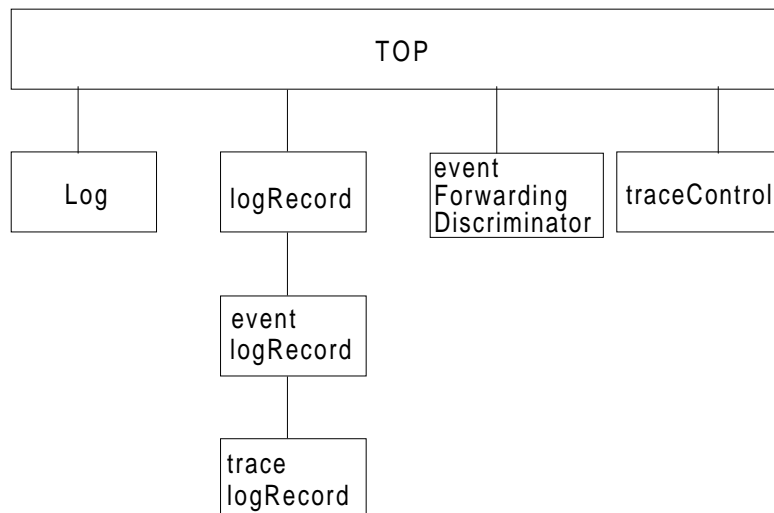 TOP
Log
logRecord
event
Forwarding
Discriminator
traceControl
event
logRecord
trace
logRecord